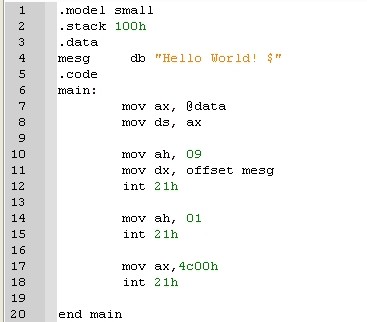 1 .model small
2 .stack 100h
3 .data
4 mesg db "Hello World! $"
5 .code
6 main:
7 mov ax, @data
8 mov ds, ax
9
10 mov ah, 09
11 mov dx, offset mesg
12 int 21h
13
14 mov ah, 01
15 int 21h
16
17 mov ax,4c00h
18 int 21h
19
20 end main